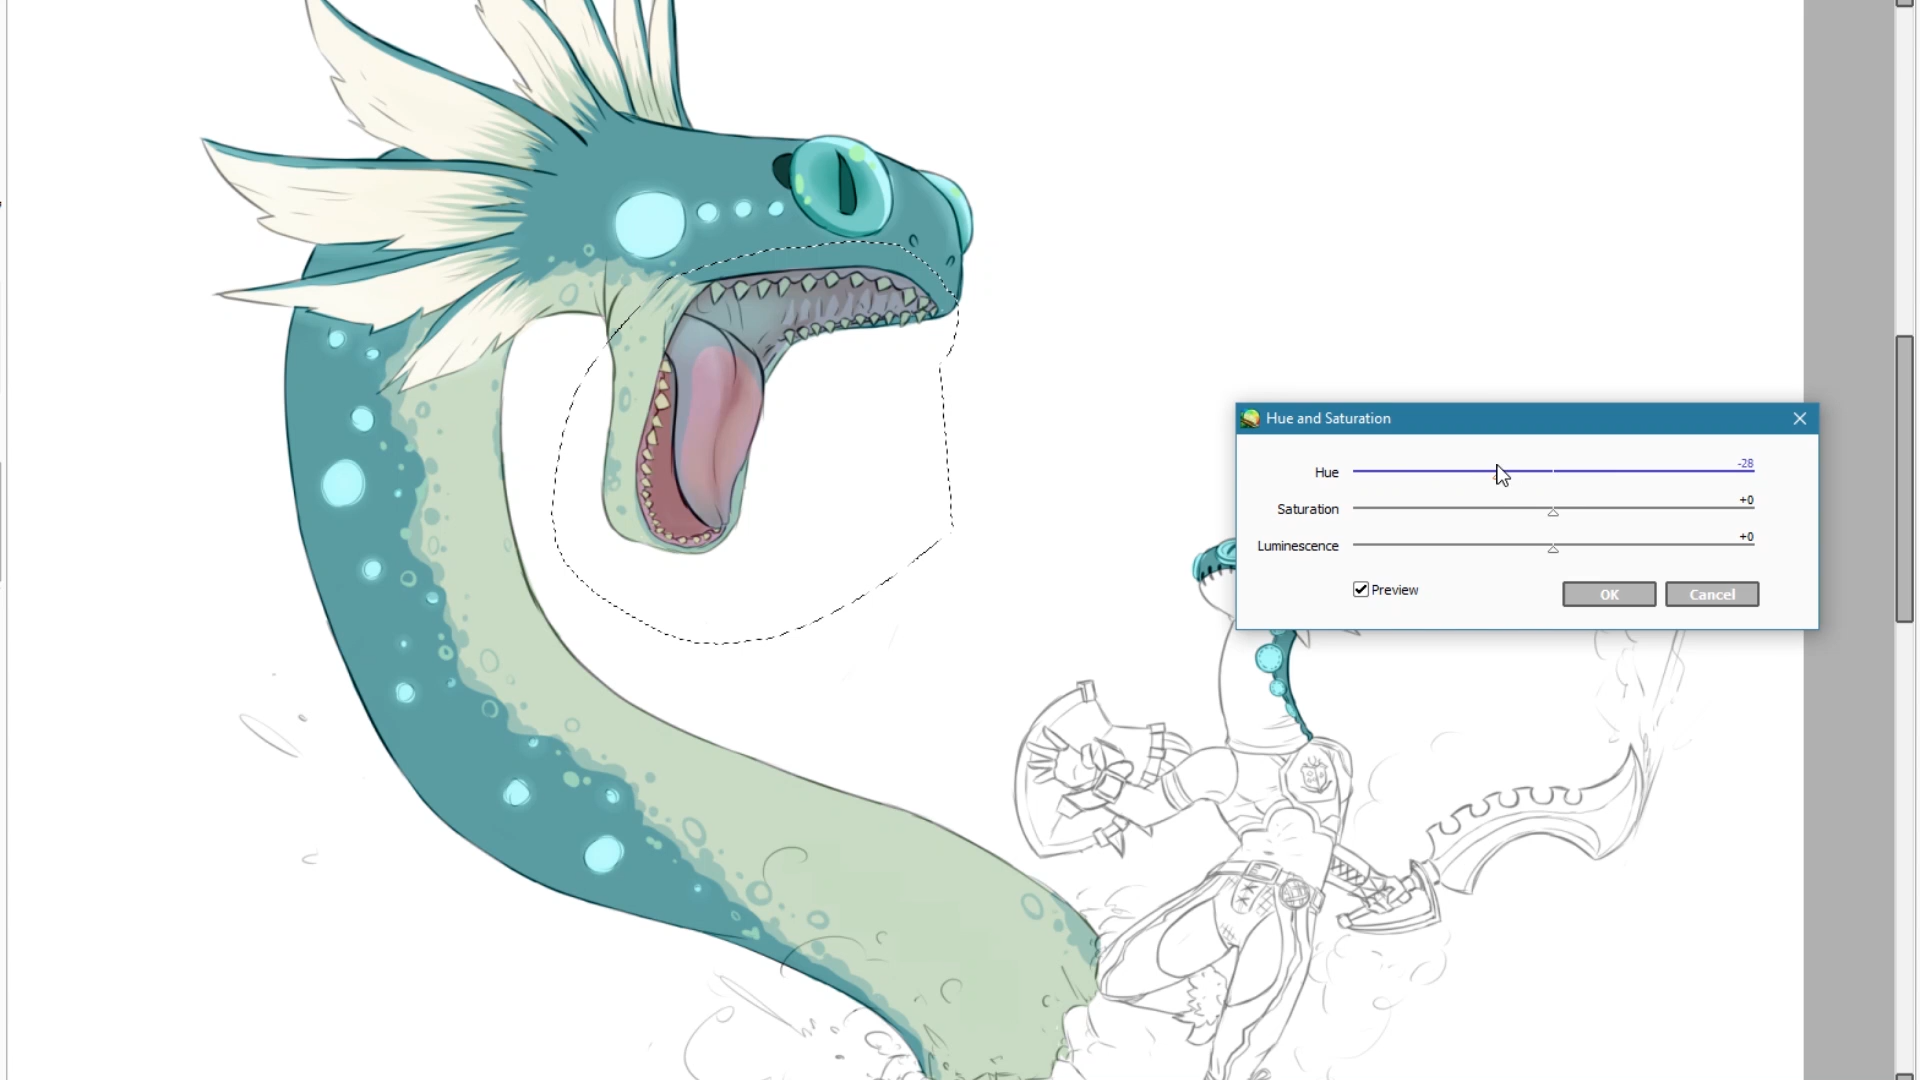 Hue and Saturation
Hue -28
Saturation +0
Luminescence +0
Preview OK Cancel